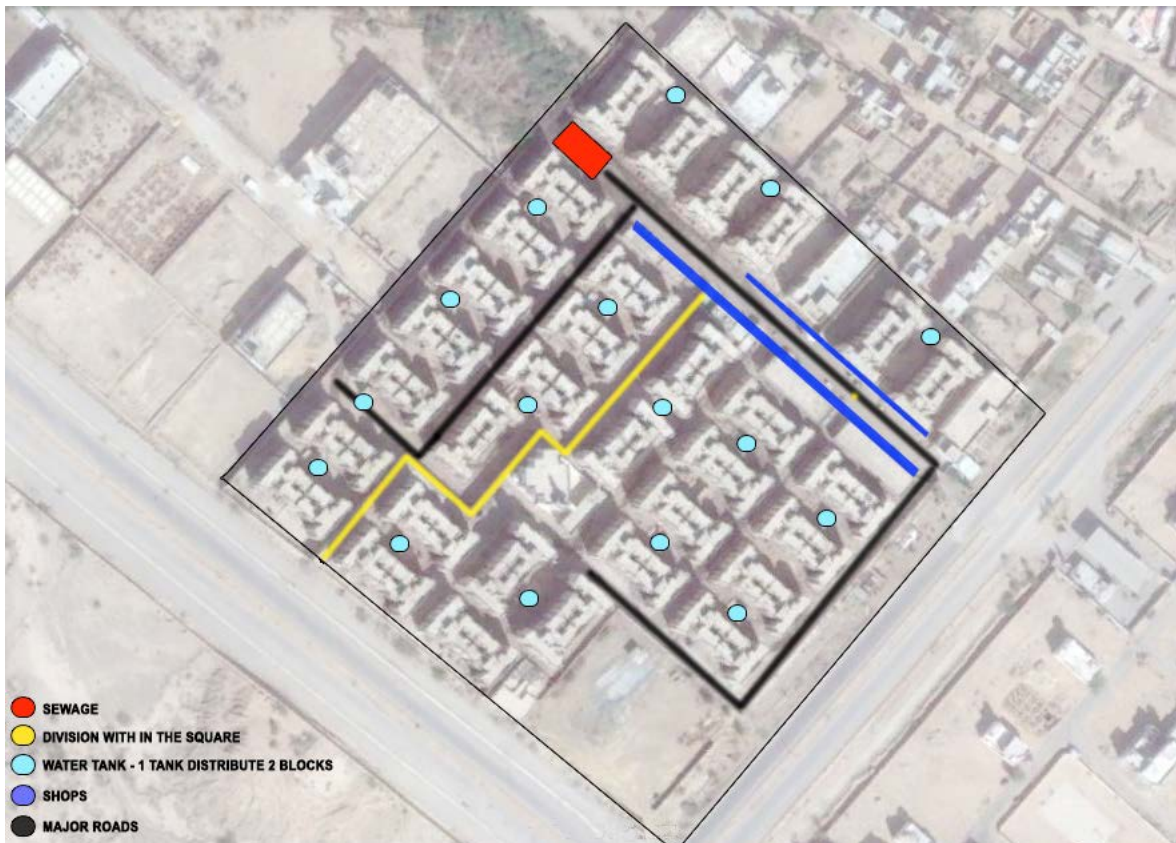 SEWAGE
DIVISION WITH IN THE SQUARE
WATER TANK - 1 TANK DISTRIBUTE 2 BLOCKS
SHOPS
MAJOR ROADS